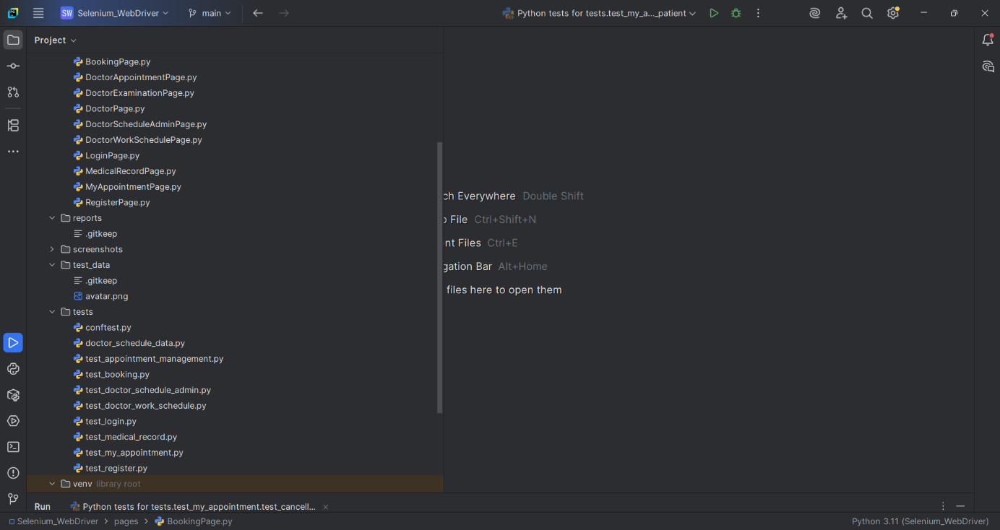 SW Selenium_WebDriver main Python tests for tests.test_my_a..._patient
Project
BookingPage.py
DoctorAppointmentPage.py
DoctorExaminationPage.py
DoctorPage.py
DoctorScheduleAdminPage.py
DoctorWorkSchedulePage.py
LoginPage.py
MedicalRecordPage.py
MyAppointmentPage.py
RegisterPage.py
reports
.gitkeep
screenshots
test_data
.gitkeep
avatar.png
tests
conftest.py
doctor_schedule_data.py
test_appointment_management.py
test_booking.py
test_doctor_schedule_admin.py
test_doctor_work_schedule.py
test_login.py
test_medical_record.py
test_my_appointment.py
test_register.py
venv library root
ch Everywhere Double Shift
o File Ctrl+Shift+N
nt Files Ctrl+E
gation Bar Alt+Home
files here to open them
Run Python tests for tests.test_my_appointment.test_cancell...
Selenium_WebDriver > pages > BookingPage.py Python 3.11 (Selenium_WebDriver)